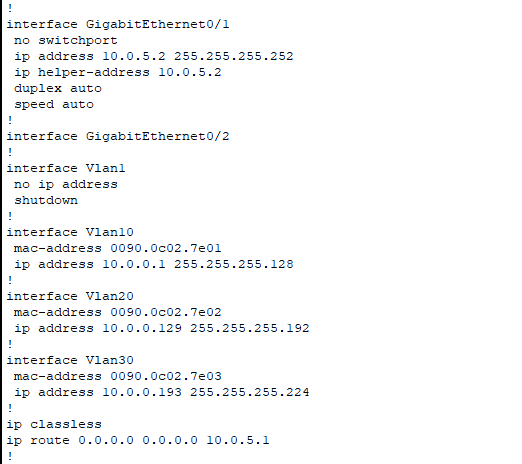 !
interface GigabitEthernet0/1
no switchport
ip address 10.0.5.2 255.255.255.252
ip helper-address 10.0.5.2
duplex auto
speed auto
!
interface GigabitEthernet0/2
!
interface Vlan1
no ip address
shutdown
!
interface Vlan10
mac-address 0090.0c02.7e01
ip address 10.0.0.1 255.255.255.128
!
interface Vlan20
mac-address 0090.0c02.7e02
ip address 10.0.0.129 255.255.255.192
!
interface Vlan30
mac-address 0090.0c02.7e03
ip address 10.0.0.193 255.255.255.224
!
ip classless
ip route 0.0.0.0 0.0.0.0 10.0.5.1
!